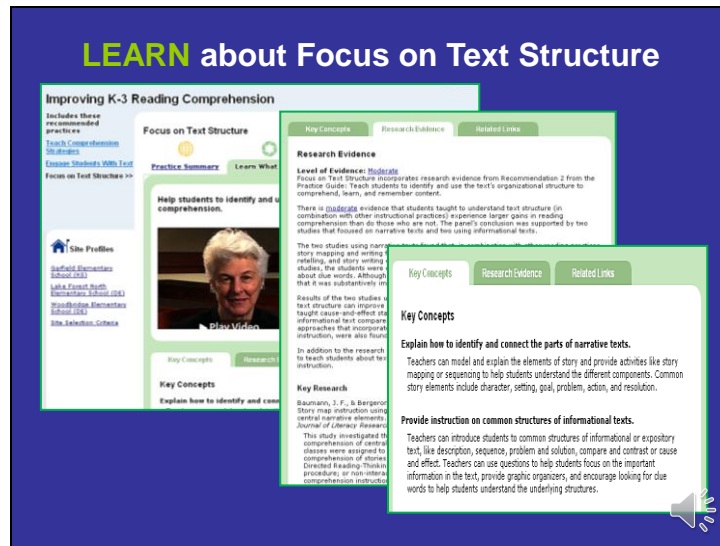 LEARN about Focus on Text Structure
Improving K-3 Reading Comprehension
Includes these
recommended
practices
Teach Comprehension
Strategies
Engage Students With Text
Focus on Text Structure >>
Site Profiles
Garfield Elementary
School (KS)
Lake Forest North
Elementary School (DE)
Woodbridge Elementary
School (DE)
Site Selection Criteria
Focus on Text Structure
Practice Summary
Learn What
Help students to identify and u
comprehension.
Play Video
Key Concepts
Research
Key Concepts
Explain how to identify and conn
Key Concepts
Research Evidence
Related Links
Research Evidence
Level of Evidence: Moderate
Focus on Text Structure incorporates research evidence from Recommendation 2 from the
Practice Guide: Teach students to identify and use the text's organizational structure to
comprehend, learn, and remember content.
There is moderate evidence that students taught to understand text structure (in
combination with other instructional practices) experience larger gains in reading
comprehension than do those who are not. The panel's conclusion was supported by two
studies that focused on narrative texts and two using informational texts.
The two studies using narrative texts found that, in combination with other reading practices
story mapping and writing
retelling, and story writing
studies, the students were
about clue words. Although
that it was substantively im
Results of the two studies u
text structure can improve
taught cause-and-effect sta
informational text compare
approaches that incorporat
instruction, were also found
In addition to the research
to teach students about tex
instruction.
Key Research
Baumann, J. F., & Bergeron
Story map instruction using
central narrative elements.
Journal of Literacy Research
This study investigated th
comprehension of central
classes were assigned to
comprehension of stories
Directed Reading-Thinkin
procedure; or non-interac
comprehension instruction
Key Concepts
Research Evidence
Related Links
Key Concepts
Explain how to identify and connect the parts of narrative texts.
Teachers can model and explain the elements of story and provide activities like story
mapping or sequencing to help students understand the different components. Common
story elements include character, setting, goal, problem, action, and resolution.
Provide instruction on common structures of informational texts.
Teachers can introduce students to common structures of informational or expository
text, like description, sequence, problem and solution, compare and contrast or cause
and effect. Teachers can use questions to help students focus on the important
information in the text, provide graphic organizers, and encourage looking for clue
words to help students understand the underlying structures.